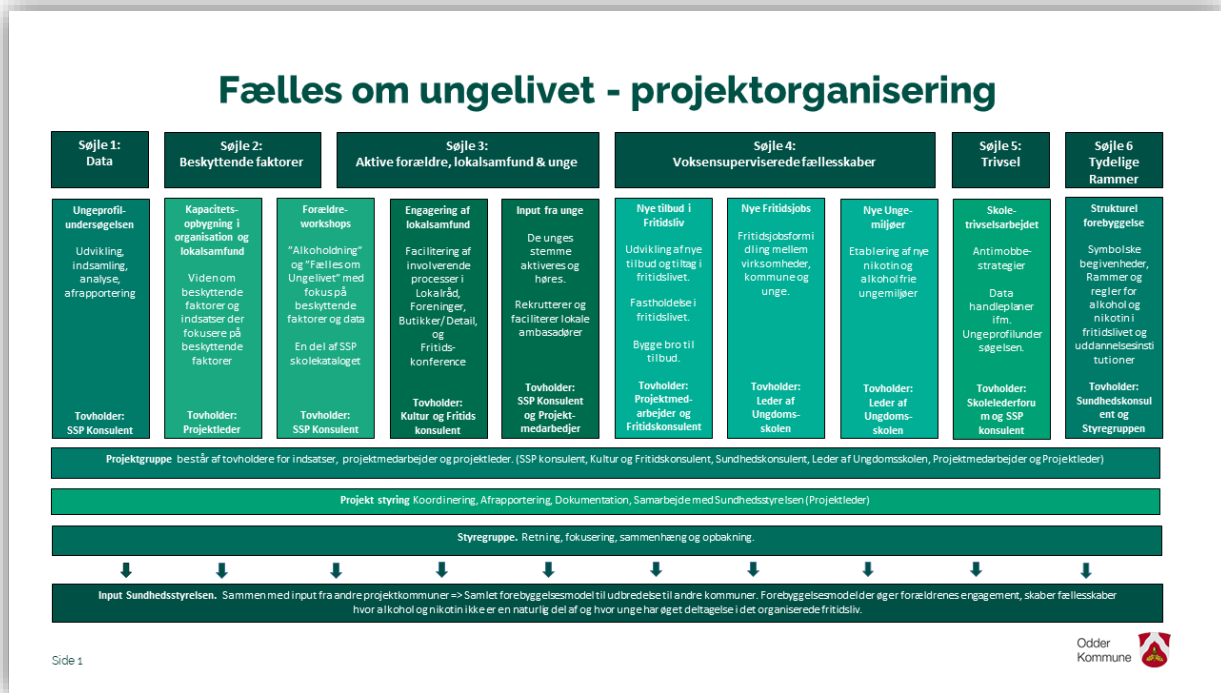 Fælles om ungelivet - projektorganisering
Søjle 1:
Data
Søjle 2:
Beskyttende faktorer
Søjle 3:
Aktive forældre, lokalsamfund & unge
Søjle 4:
Voksensuperviserede fællesskaber
Søjle 5:
Trivsel
Søjle 6
Tydelige
Rammer
Ungeprofil-
undersøgelsen
Udvikling,
indsamling,
analyse,
afrapportering
Tovholder:
SSP Konsulent
Kapacitets-
opbygning i
organisation og
lokalsamfund
Viden om
beskyttende
faktorer og
indsatser der
fokusere på
beskyttende
faktorer
Tovholder:
Projektleder
Forældre-
workshops
"Alkoholdning"
og "Fælles om
Ungelivet" med
fokus på
beskyttende
faktorer og data
En del af SSP
skolekataloget
Tovholder:
SSP Konsulent
Engagering af
lokalsamfund
Facilitering af
involverende
processer i
Lokalråd,
Foreninger,
Butikker/Detail,
og
Fritids-
konference
Tovholder:
Kultur og Fritids
konsulent
Input fra unge
De unges
stemme
aktiveres og
høres.
Rekrutterer og
faciliterer lokale
ambasadører
Tovholder:
SSP Konsulent
og Projekt-
medarbedjer
Nye tilbud i
Fritidsliv
Udvikling af nye
tilbud og tiltag i
fritidslivet.
Fastholdelse i
fritidslivet.
Bygge bro til
tilbud.
Tovholder:
Projektmed-
arbejder og
Fritidskonsulent
Nye Fritidsjobs
Fritidsjobsformi
dling mellem
virksomheder,
kommune og
unge.
Tovholder:
Leder af
Ungdoms-
skolen
Nye Unge-
miljøer
Etablering af nye
nikotin og
alkohol frie
ungemiljøer
Tovholder:
Leder af
Ungdoms-
skolen
Skole-
trivselsarbejdet
Antimobbe-
strategier
Data
handleplaner
ifm.
Ungeprofilunder
søgelsen.
Tovholder:
Skolelederforu
m og SSP
konsulent
Strukturel
forebyggelse
Symbolske
begivenheder,
Rammer og
regler for
alkohol og
nikotin i
fritidslivet og
uddannelsesinsti
tutioner
Tovholder:
Sundhedskonsul
ent og
Styregruppen
Projektgruppe består af tovholdere for indsatser, projektmedarbejder og projektleder. (SSP konsulent, Kultur og Fritidskonsulent, Sundhedskonsulent, Leder af Ungdomsskolen, Projektmedarbejder og Projektleder)
Projekt styring Koordinering, Afrapportering, Dokumentation, Samarbejde med Sundhedsstyrelsen (Projektleder)
Styregruppe. Retning, fokusering, sammenhæng og opbakning.
Input Sundhedsstyrelsen. Sammen med input fra andre projektkommuner => Samlet forebyggelsesmodel til udbredelse til andre kommuner. Forebyggelsesmodel der øger forældrenes engagement, skaber fællesskaber
hvor alkohol og nikotin ikke er en naturlig del af og hvor unge har øget deltagelse i det organiserede fritidsliv.
Side 1
Odder
Kommune